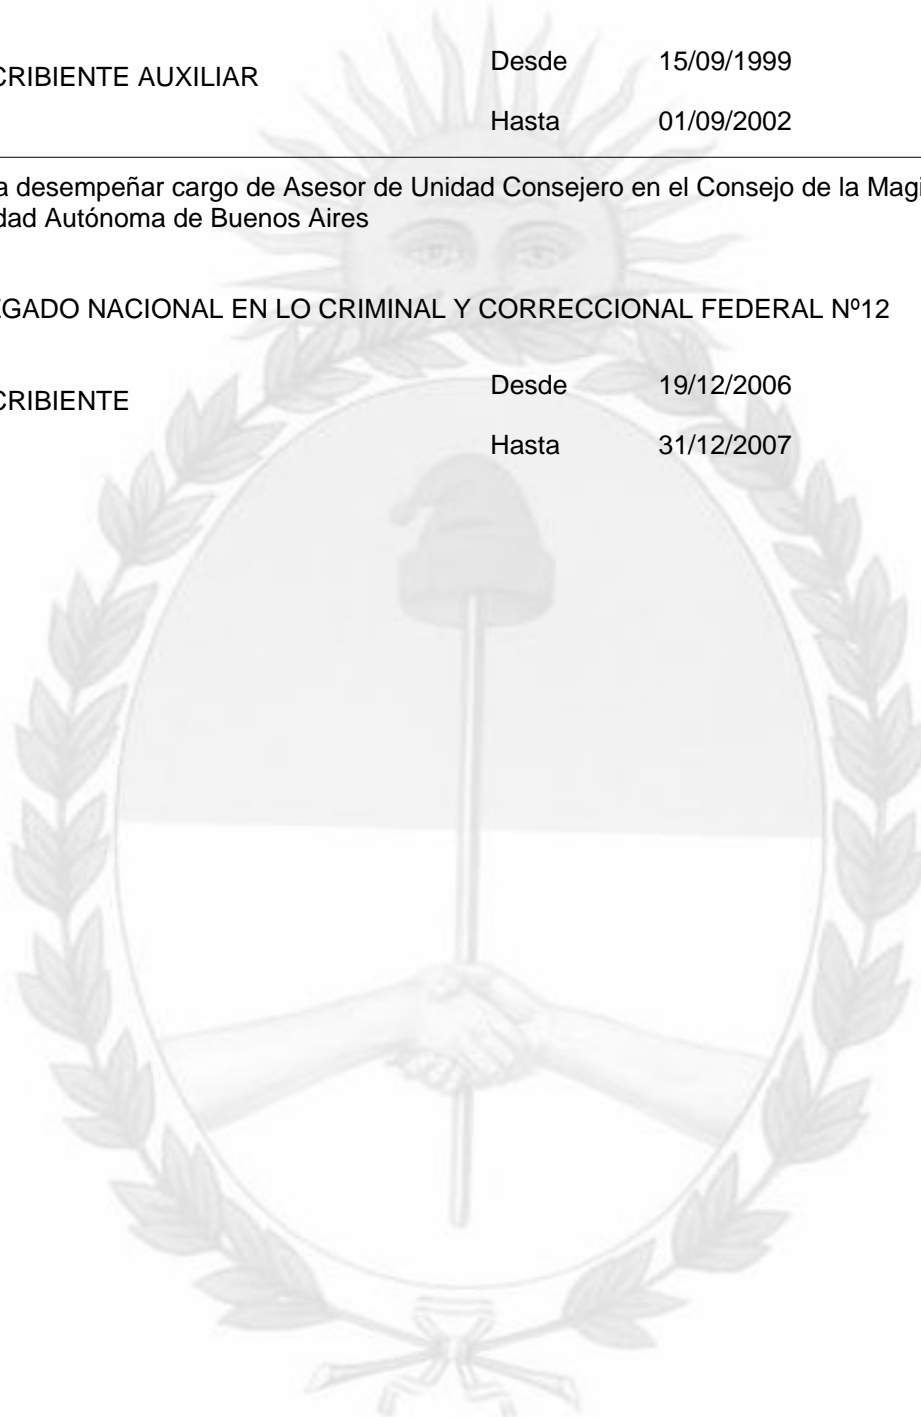 CRIBIENTE AUXILIAR
Desde 15/09/1999
Hasta 01/09/2002
a desempeñar cargo de Asesor de Unidad Consejero en el Consejo de la Magi
dad Autónoma de Buenos Aires
EGADO NACIONAL EN LO CRIMINAL Y CORRECCIONAL FEDERAL Nº12
CRIBIENTE
Desde 19/12/2006
Hasta 31/12/2007